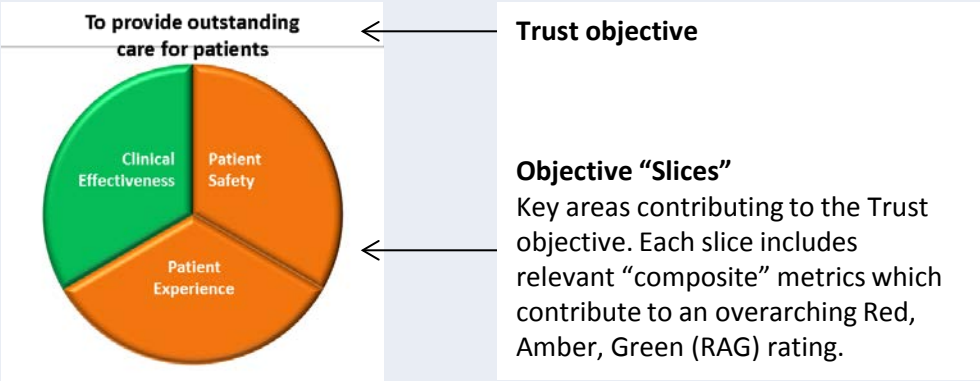 To provide outstanding
care for patients
Clinical
Effectiveness
Patient
Safety
Patient
Experience
Trust objective
Objective “Slices”
Key areas contributing to the Trust
objective. Each slice includes
relevant “composite” metrics which
contribute to an overarching Red,
Amber, Green (RAG) rating.